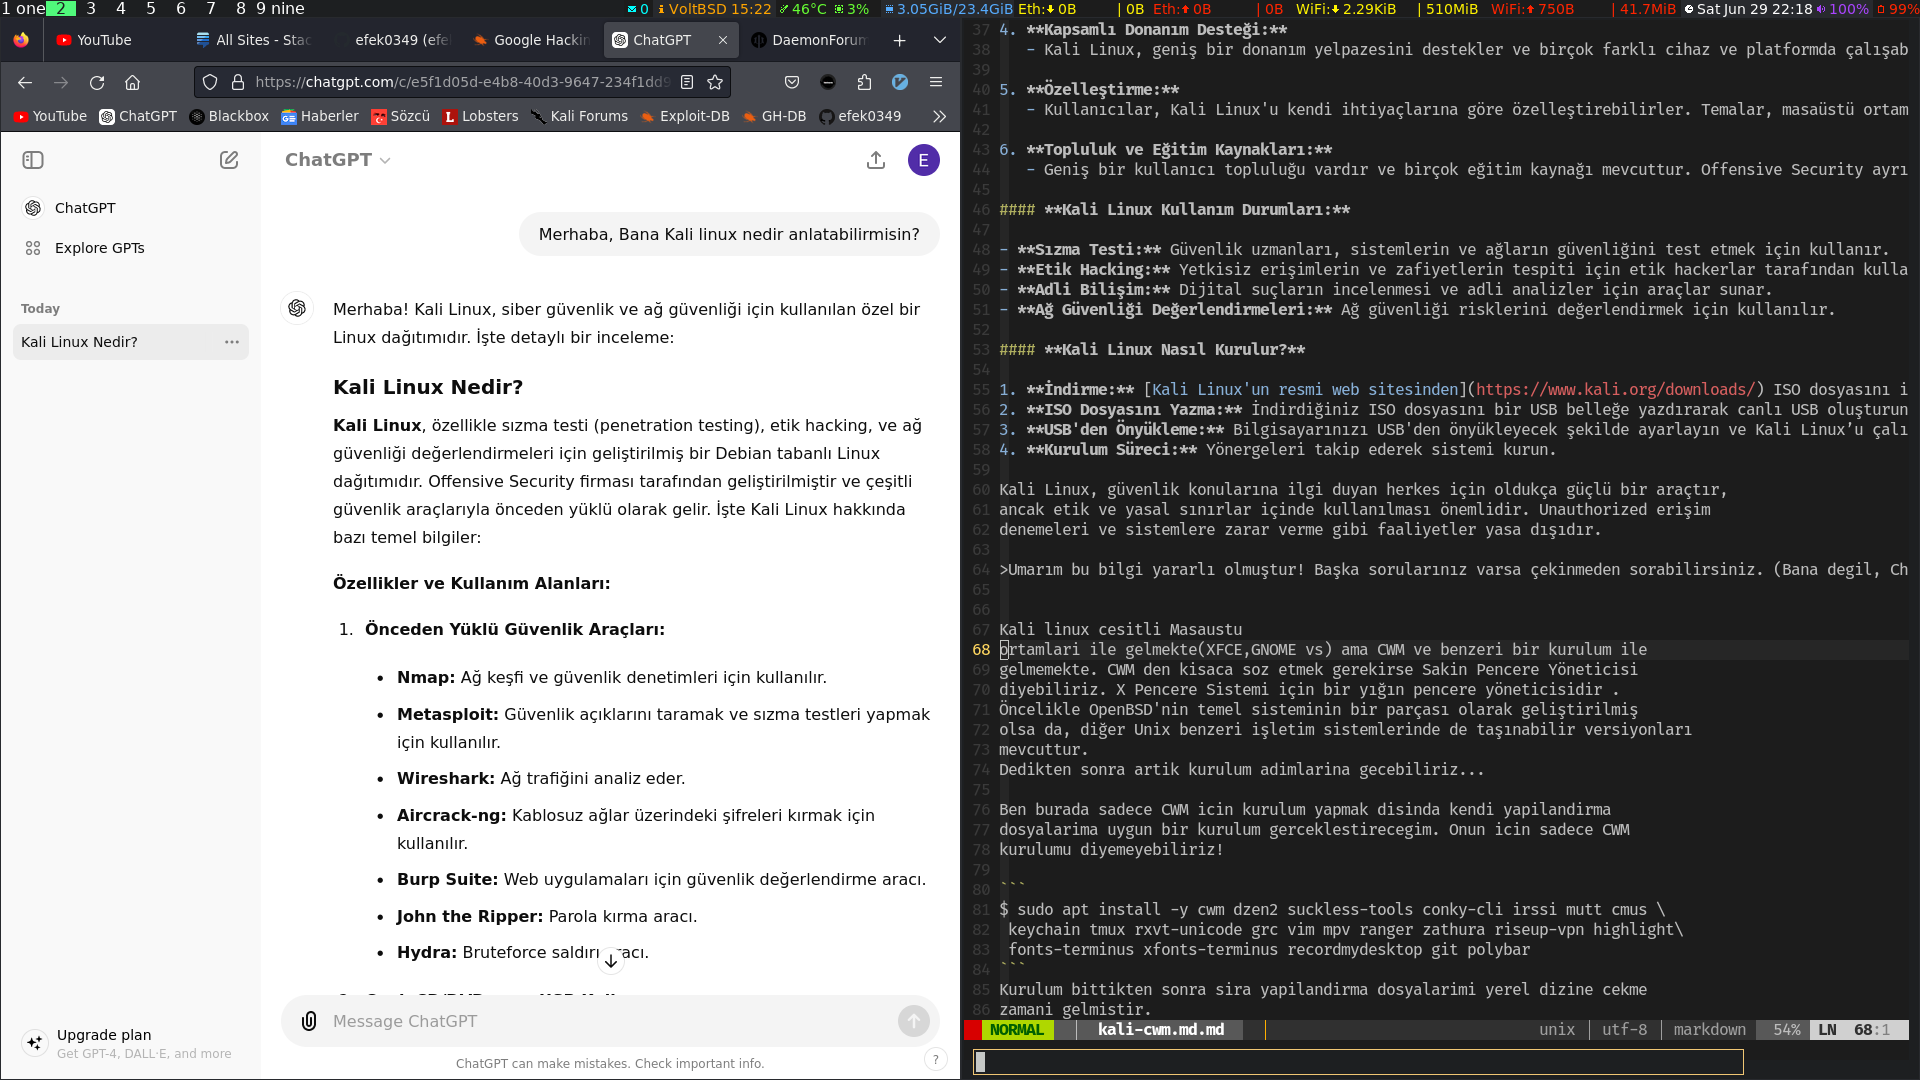 1 one 2 3 4 5 6 7 8 9 nine
0 VoltBSD 15:22 46°C 3% 3.05GiB/23.4GiB Eth: 0B | 0B Eth: 0B | 0B WiFi: 2.29KiB | 510MiB WiFi: 750B | 41.7MiB Sat Jun 29 22:18 100% 99%
YouTube All Sites - Stac efek0349 (efe Google Hackin ChatGPT DaemonForum
https://chatgpt.com/c/e5f1d05d-e4b8-40d3-9647-234f1dd9
YouTube ChatGPT Blackbox Haberler Sözcü Lobsters Kali Forums Exploit-DB GH-DB efek0349
ChatGPT
Explore GPTs
Today
Kali Linux Nedir?
Upgrade plan
Get GPT-4, DALL·E, and more
ChatGPT
E
Merhaba, Bana Kali linux nedir anlatabilirmisin?
Merhaba! Kali Linux, siber güvenlik ve ağ güvenliği için kullanılan özel bir
Linux dağıtımıdır. İşte detaylı bir inceleme:
Kali Linux Nedir?
Kali Linux, özellikle sızma testi (penetration testing), etik hacking, ve ağ
güvenliği değerlendirmeleri için geliştirilmiş bir Debian tabanlı Linux
dağıtımıdır. Offensive Security firması tarafından geliştirilmiştir ve çeşitli
güvenlik araçlarıyla önceden yüklü olarak gelir. İşte Kali Linux hakkında
bazı temel bilgiler:
Özellikler ve Kullanım Alanları:
1. Önceden Yüklü Güvenlik Araçları:
• Nmap: Ağ keşfi ve güvenlik denetimleri için kullanılır.
• Metasploit: Güvenlik açıklarını taramak ve sızma testleri yapmak
için kullanılır.
• Wireshark: Ağ trafiğini analiz eder.
• Aircrack-ng: Kablosuz ağlar üzerindeki şifreleri kırmak için
kullanılır.
• Burp Suite: Web uygulamaları için güvenlik değerlendirme aracı.
• John the Ripper: Parola kırma aracı.
• Hydra: Bruteforce saldırı aracı.
Message ChatGPT
ChatGPT can make mistakes. Check important info.
?
37 4. **Kapsamlı Donanım Desteği:**
38 - Kali Linux, geniş bir donanım yelpazesini destekler ve birçok farklı cihaz ve platformda çalışab
39
40 5. **Özelleştirme:**
41 - Kullanıcılar, Kali Linux'u kendi ihtiyaçlarına göre özelleştirebilirler. Temalar, masaüstü ortam
42
43 6. **Topluluk ve Eğitim Kaynakları:**
44 - Geniş bir kullanıcı topluluğu vardır ve birçok eğitim kaynağı mevcuttur. Offensive Security ayrı
45
46 #### **Kali Linux Kullanım Durumları:**
47
48 - **Sızma Testi:** Güvenlik uzmanları, sistemlerin ve ağların güvenliğini test etmek için kullanır.
49 - **Etik Hacking:** Yetkisiz erişimlerin ve zafiyetlerin tespiti için etik hackerlar tarafından kulla
50 - **Adli Bilişim:** Dijital suçların incelenmesi ve adli analizler için araçlar sunar.
51 - **Ağ Güvenliği Değerlendirmeleri:** Ağ güvenliği risklerini değerlendirmek için kullanılır.
52
53 #### **Kali Linux Nasıl Kurulur?**
54
55 1. **İndirme:** [Kali Linux'un resmi web sitesinden](https://www.kali.org/downloads/) ISO dosyasını i
56 2. **ISO Dosyasını Yazma:** İndirdiğiniz ISO dosyasını bir USB belleğe yazdırarak canlı USB oluşturun
57 3. **USB'den Önyükleme:** Bilgisayarınızı USB'den önyükleyecek şekilde ayarlayın ve Kali Linux’u çalı
58 4. **Kurulum Süreci:** Yönergeleri takip ederek sistemi kurun.
59
60 Kali Linux, güvenlik konularına ilgi duyan herkes için oldukça güçlü bir araçtır,
61 ancak etik ve yasal sınırlar içinde kullanılması önemlidir. Unauthorized erişim
62 denemeleri ve sistemlere zarar verme gibi faaliyetler yasa dışıdır.
63
64 >Umarım bu bilgi yararlı olmuştur! Başka sorularınız varsa çekinmeden sorabilirsiniz. (Bana degil, Ch
65
66
67 Kali linux cesitli Masaustu
68 ortamlari ile gelmekte(XFCE,GNOME vs) ama CWM ve benzeri bir kurulum ile
69 gelmemekte. CWM den kisaca soz etmek gerekirse Sakin Pencere Yöneticisi
70 diyebiliriz. X Pencere Sistemi için bir yığın pencere yöneticisidir .
71 Öncelikle OpenBSD'nin temel sisteminin bir parçası olarak geliştirilmiş
72 olsa da, diğer Unix benzeri işletim sistemlerinde de taşınabilir versiyonları
73 mevcuttur.
74 Dedikten sonra artik kurulum adimlarina gecebiliriz...
75
76 Ben burada sadece CWM icin kurulum yapmak disinda kendi yapilandirma
77 dosyalarima uygun bir kurulum gerceklestirecegim. Onun icin sadece CWM
78 kurulumu diyemeyebiliriz!
79
80 ```
81 $ sudo apt install -y cwm dzen2 suckless-tools conky-cli irssi mutt cmus \
82 keychain tmux rxvt-unicode grc vim mpv ranger zathura riseup-vpn highlight\
83 fonts-terminus xfonts-terminus recordmydesktop git polybar
84 ```
85 Kurulum bittikten sonra sira yapilandirma dosyalarimi yerel dizine cekme
86 zamani gelmistir.
NORMAL kali-cwm.md.md unix utf-8 markdown 54% LN 68:1